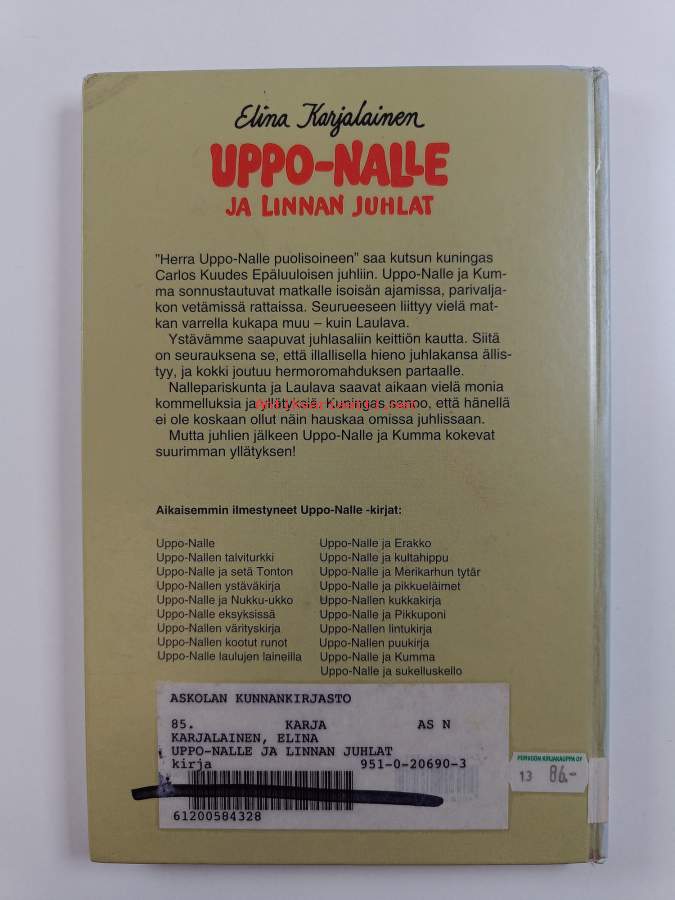 Elina Karjalainen
UPPO-NALLE
JA LINNAN JUHLAT
"Herra Uppo-Nalle puolisoineen" saa kutsun kuningas
Carlos Kuudes Epäluuloisen juhliin. Uppo-Nalle ja Kum-
ma sonnustautuvat matkalle isoisän ajamissa, parivalja-
kon vetämissä rattaissa. Seurueeseen liittyy vielä mat-
kan varrella kukapa muu – kuin Laulava.
Ystävämme saapuvat juhlasaliin keittiön kautta. Siitä
on seurauksena se, että illallisella hieno juhlakansa ällis-
tyy, ja kokki joutuu hermoromahduksen partaalle.
Nallepariskunta ja Laulava saavat aikaan vielä monia
kommelluksia ja yllätyksiä. Kuningas sanoo, että hänellä
ei ole koskaan ollut näin hauskaa omissa juhlissaan.
Mutta juhlien jälkeen Uppo-Nalle ja Kumma kokevat
suurimman yllätyksen!
Aikaisemmin ilmestyneet Uppo-Nalle -kirjat:
Uppo-Nalle
Uppo-Nallen talviturkki
Uppo-Nalle ja setä Tonton
Uppo-Nallen ystäväkirja
Uppo-Nalle ja Nukku-ukko
Uppo-Nalle eksyksissä
Uppo-Nallen värityskirja
Uppo-Nallen kootut runot
Uppo-Nalle laulujen laineilla
Uppo-Nalle ja Erakko
Uppo-Nalle ja kultahippu
Uppo-Nalle ja Merikarhun tytär
Uppo-Nalle ja pikkueläimet
Uppo-Nallen kukkakirja
Uppo-Nalle ja Pikkuponi
Uppo-Nallen lintukirja
Uppo-Nallen puukirja
Uppo-Nalle ja Kumma
Uppo-Nalle ja sukelluskello
ASKOLAN KUNNANKIRJASTO
85. KARJA AS N
KARJALAINEN, ELINA
UPPO-NALLE JA LINNAN JUHLAT
kirja 951-0-20690-3
61200584328
PORVOON KIRJAKAUPPA OY
13 86.-